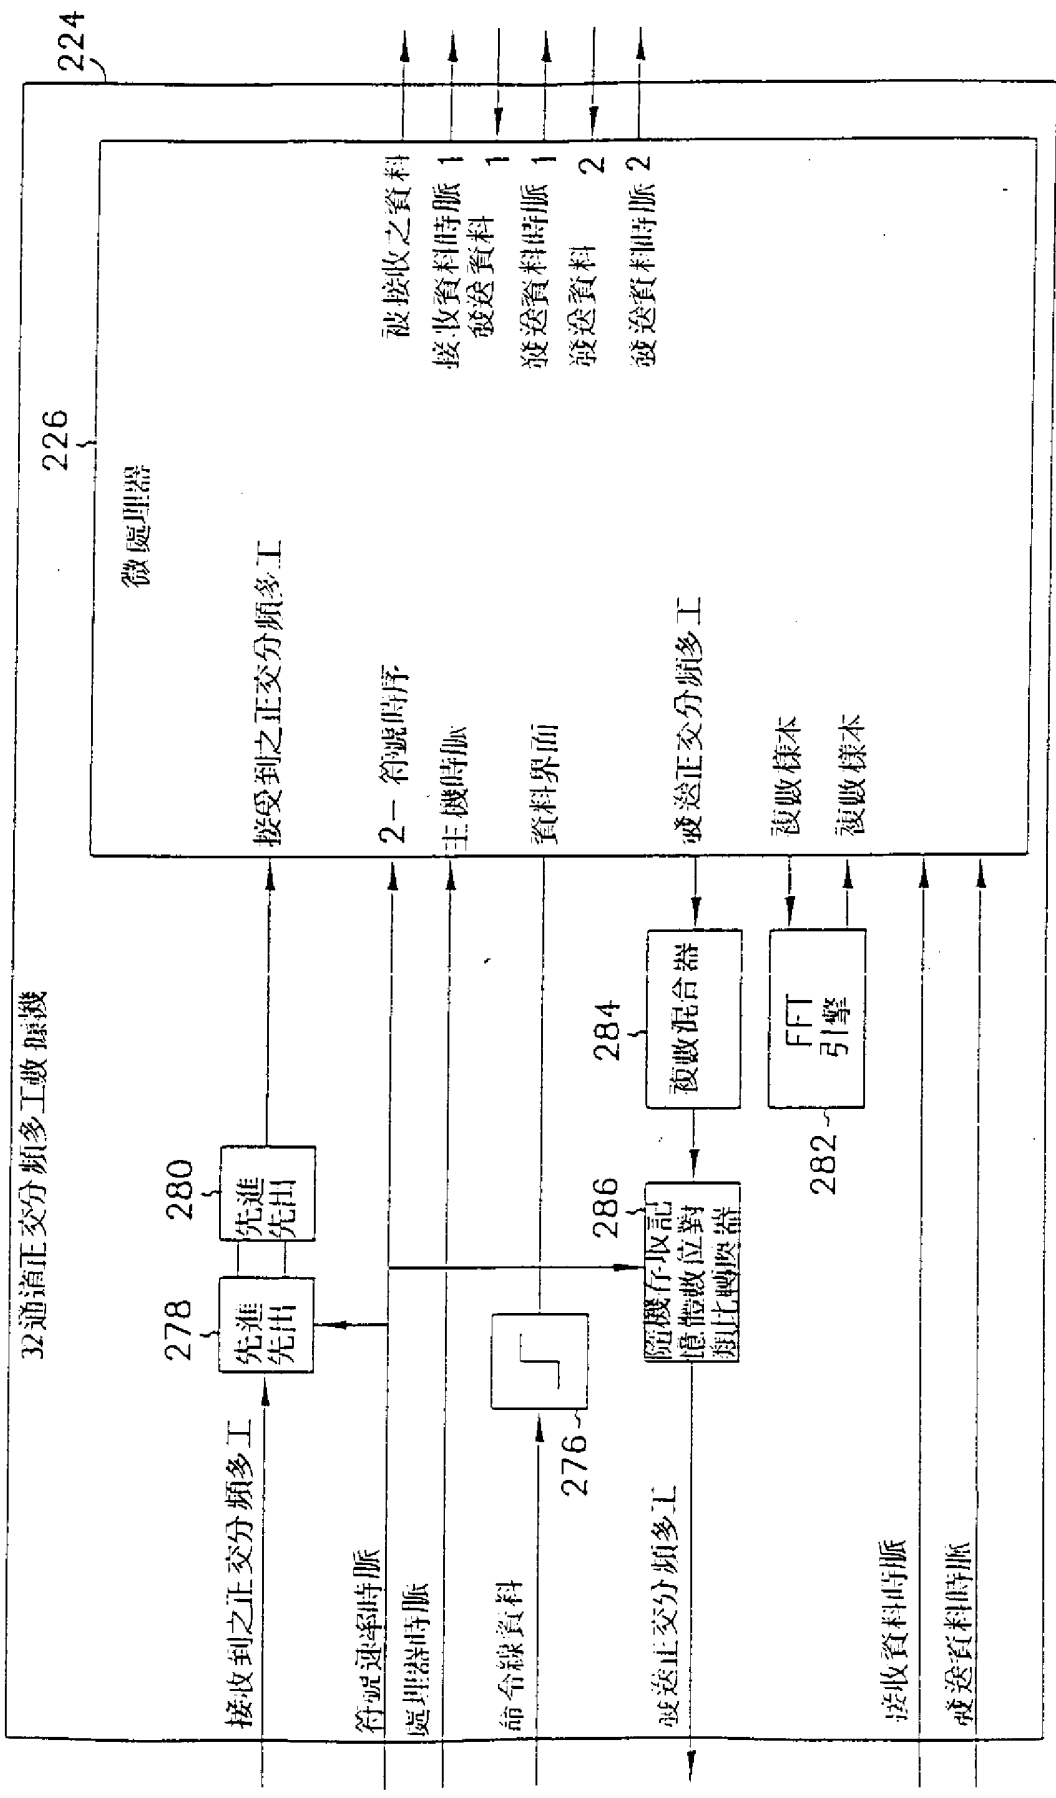 32通道正交分頻多工數據機
224
226
微處理器
接收到之正交分頻多工
278
先進
先出
280
先進
先出
接受到之正交分頻多工
符號速率時脈
2－符號時序
處理器時脈
主機時脈
命令線資料
276
資料界面
發送正交分頻多工
286
隨機存取記
憶體數位對
類比轉換器
284
複數混合器
發送正交分頻多工
282
FFT
引擎
複數樣本
複數樣本
接收資料時脈
發送資料時脈
被接收之資料
接收資料時脈 1
發送資料 1
發送資料時脈 1
發送資料 2
發送資料時脈 2